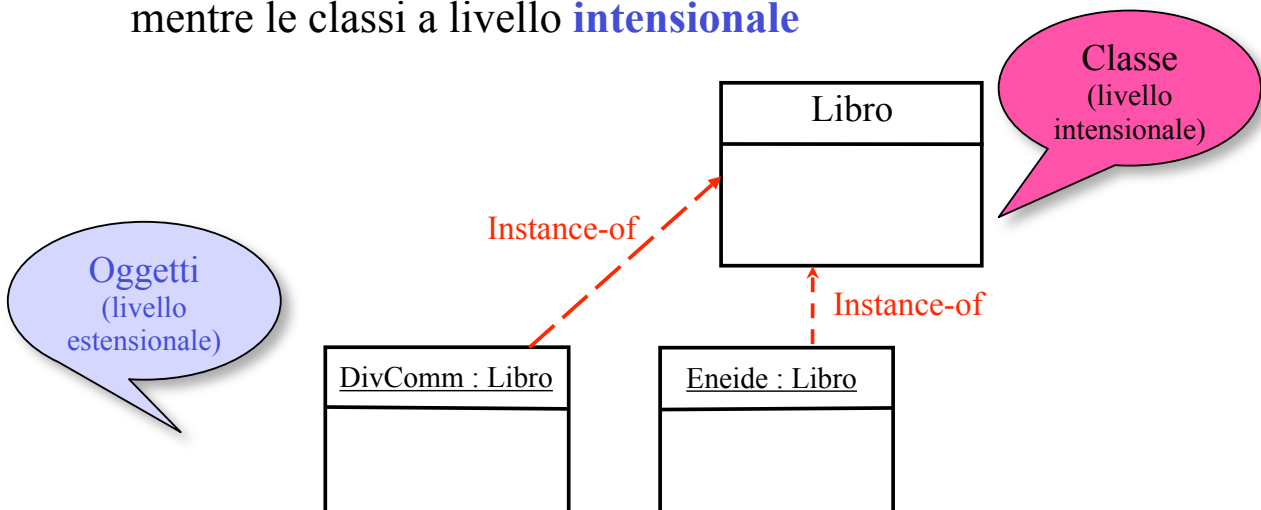 mentre le classi a livello intensionale
Classe
(livello
intensionale)
Libro
Instance-of
Oggetti
(livello
estensionale)
Instance-of
DivComm : Libro
Eneide : Libro